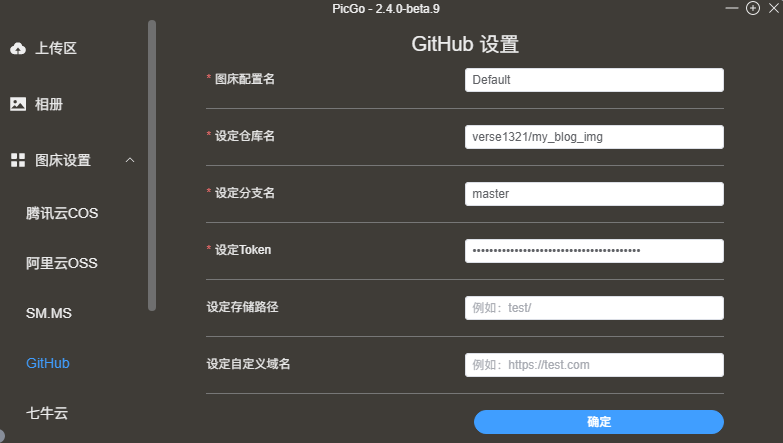 PicGo - 2.4.0-beta.9
上传区
相册
图床设置
腾讯云COS
阿里云OSS
SM.MS
GitHub
七牛云
GitHub 设置
* 图床配置名
Default
* 设定仓库名
verse1321/my_blog_img
* 设定分支名
master
* 设定Token
设定存储路径
例如：test/
设定自定义域名
例如：https://test.com
确定